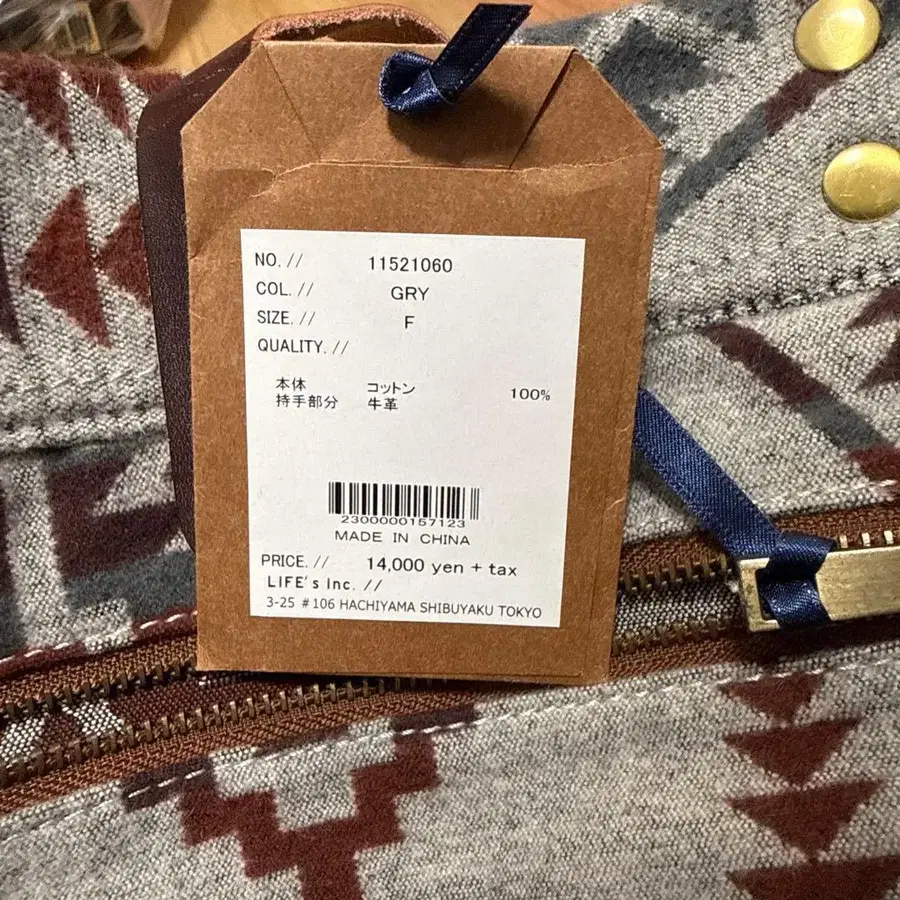 NO. // 11521060
COL. // GRY
SIZE. // F
QUALITY. //
本体 コットン 100%
持手部分 牛革
2300000157123
MADE IN CHINA
PRICE. // 14,000 yen + tax
LIFE's Inc. //
3-25 #106 HACHIYAMA SHIBUYAKU TOKYO